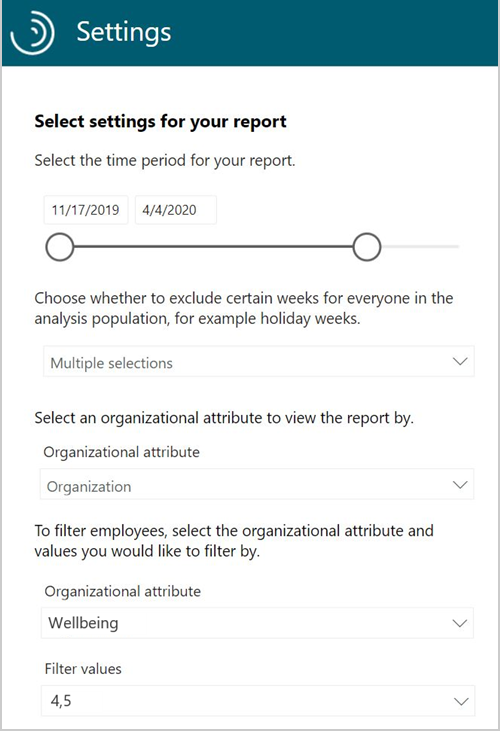 Settings
Select settings for your report
Select the time period for your report.
11/17/2019 4/4/2020
Choose whether to exclude certain weeks for everyone in the
analysis population, for example holiday weeks.
Multiple selections
Select an organizational attribute to view the report by.
Organizational attribute
Organization
To filter employees, select the organizational attribute and
values you would like to filter by.
Organizational attribute
Wellbeing
Filter values
4,5